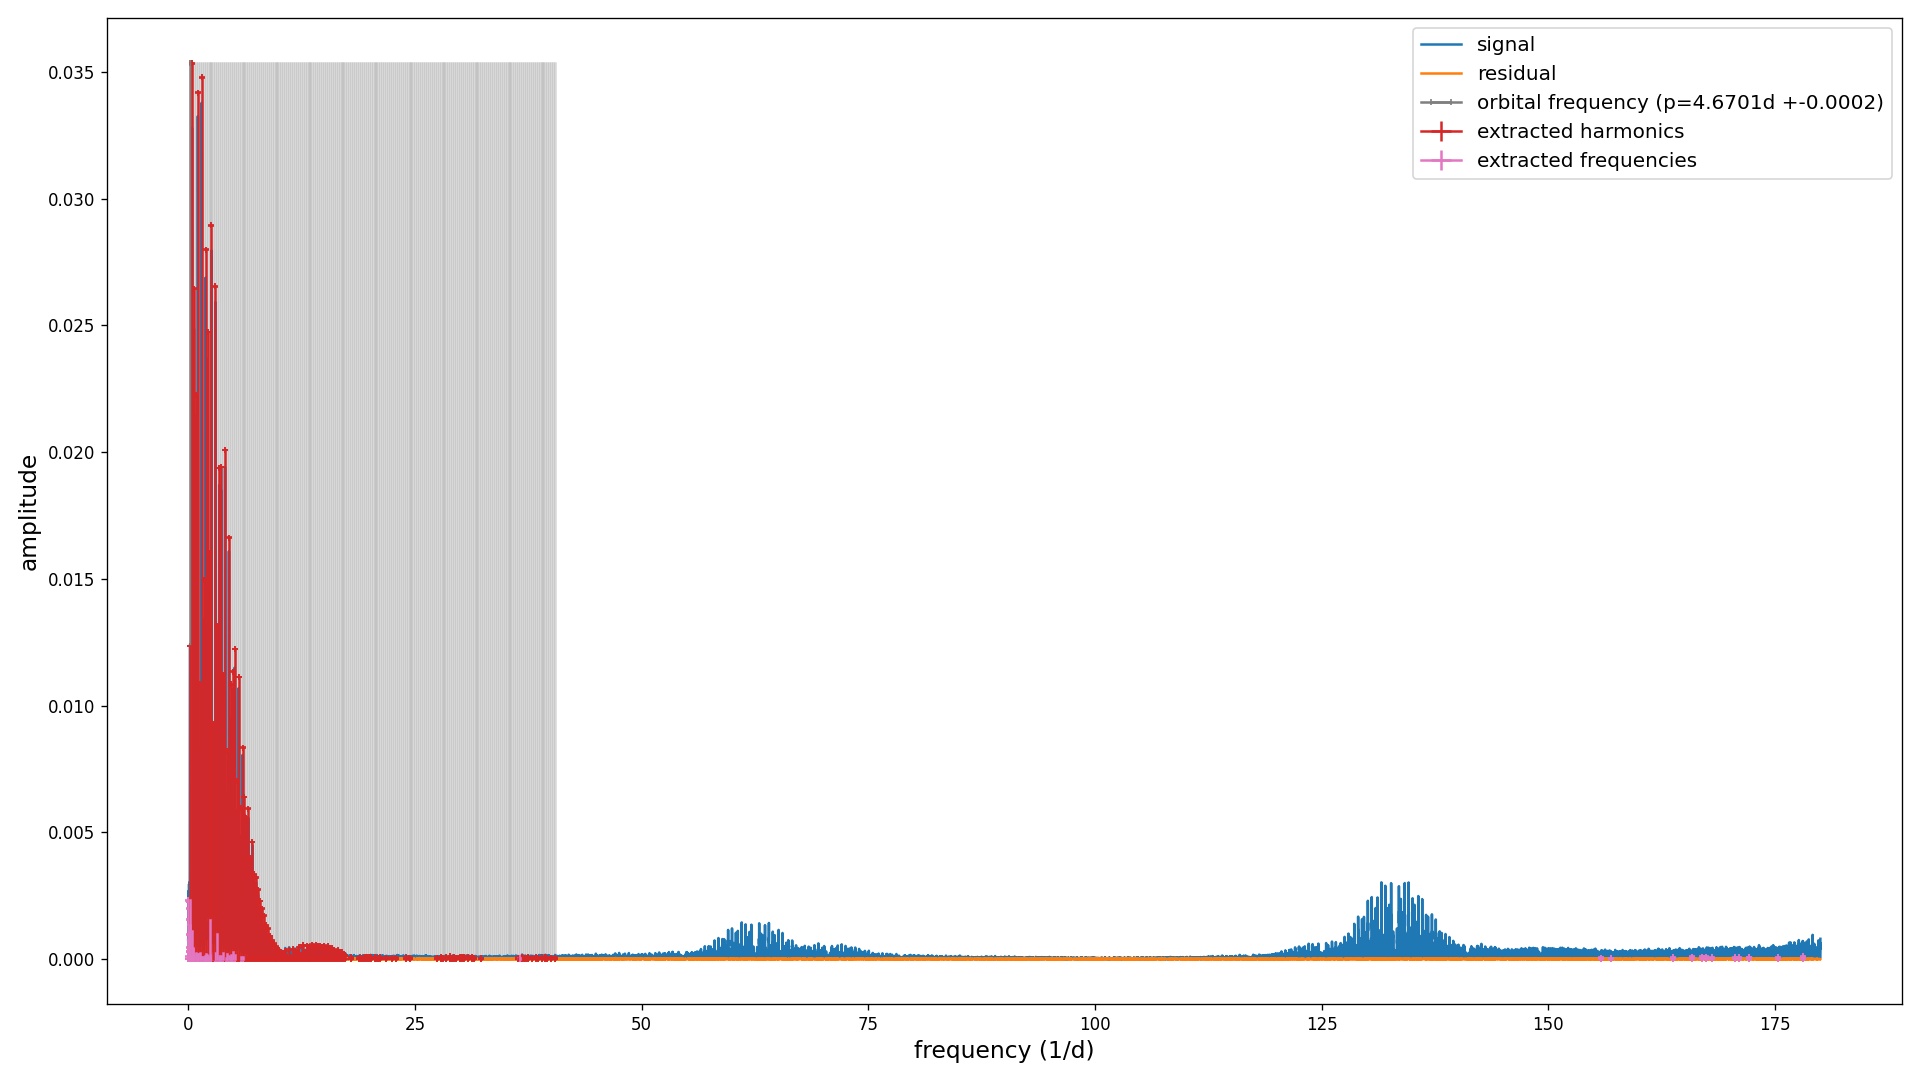 signal
residual
orbital frequency (p=4.6701d +-0.0002)
extracted harmonics
extracted frequencies
0.035
0.030
0.025
0.020
0.015
0.010
0.005
0.000
amplitude
0 25 50 75 100 125 150 175
frequency (1/d)